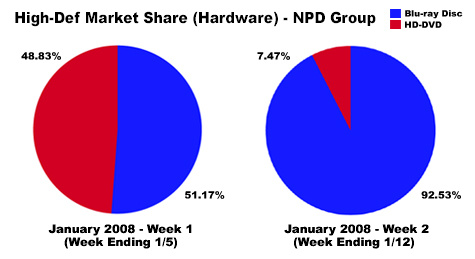 High-Def Market Share (Hardware) - NPD Group
Blu-ray Disc
HD-DVD
48.83%
51.17%
January 2008 - Week 1
(Week Ending 1/5)
7.47%
92.53%
January 2008 - Week 2
(Week Ending 1/12)